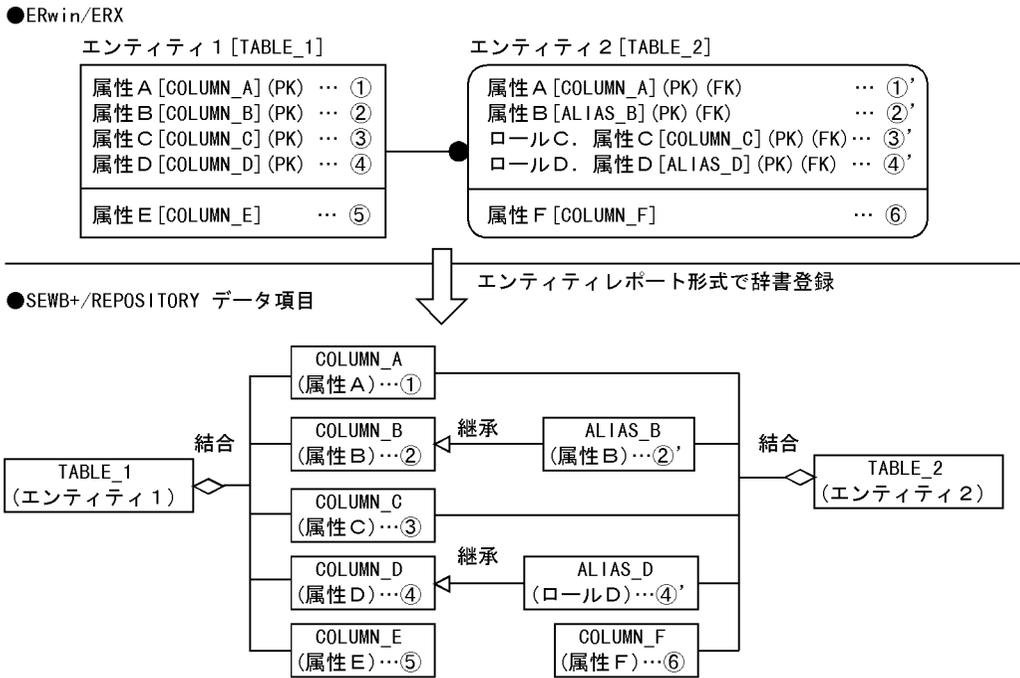 ●ERwin/ERX
エンティティ１[TABLE_1]
エンティティ２[TABLE_2]
属性Ａ[COLUMN_A](PK) … ①
属性Ｂ[COLUMN_B](PK) … ②
属性Ｃ[COLUMN_C](PK) … ③
属性Ｄ[COLUMN_D](PK) … ④
属性Ｅ[COLUMN_E] … ⑤
属性Ａ[COLUMN_A](PK)(FK) … ①’
属性Ｂ[ALIAS_B](PK)(FK) … ②’
ロールＣ．属性Ｃ[COLUMN_C](PK)(FK)… ③’
ロールＤ．属性Ｄ[ALIAS_D](PK)(FK) … ④’
属性Ｆ[COLUMN_F] … ⑥
エンティティレポート形式で辞書登録
●SEWB+/REPOSITORY データ項目
COLUMN_A
(属性Ａ)…①
COLUMN_B
(属性Ｂ)…②
継承
ALIAS_B
(属性Ｂ)…②’
結合
結合
TABLE_1
(エンティティ１)
TABLE_2
(エンティティ２)
COLUMN_C
(属性Ｃ)…③
COLUMN_D
(属性Ｄ)…④
継承
ALIAS_D
(ロールＤ)…④’
COLUMN_E
(属性Ｅ)…⑤
COLUMN_F
(属性Ｆ)…⑥